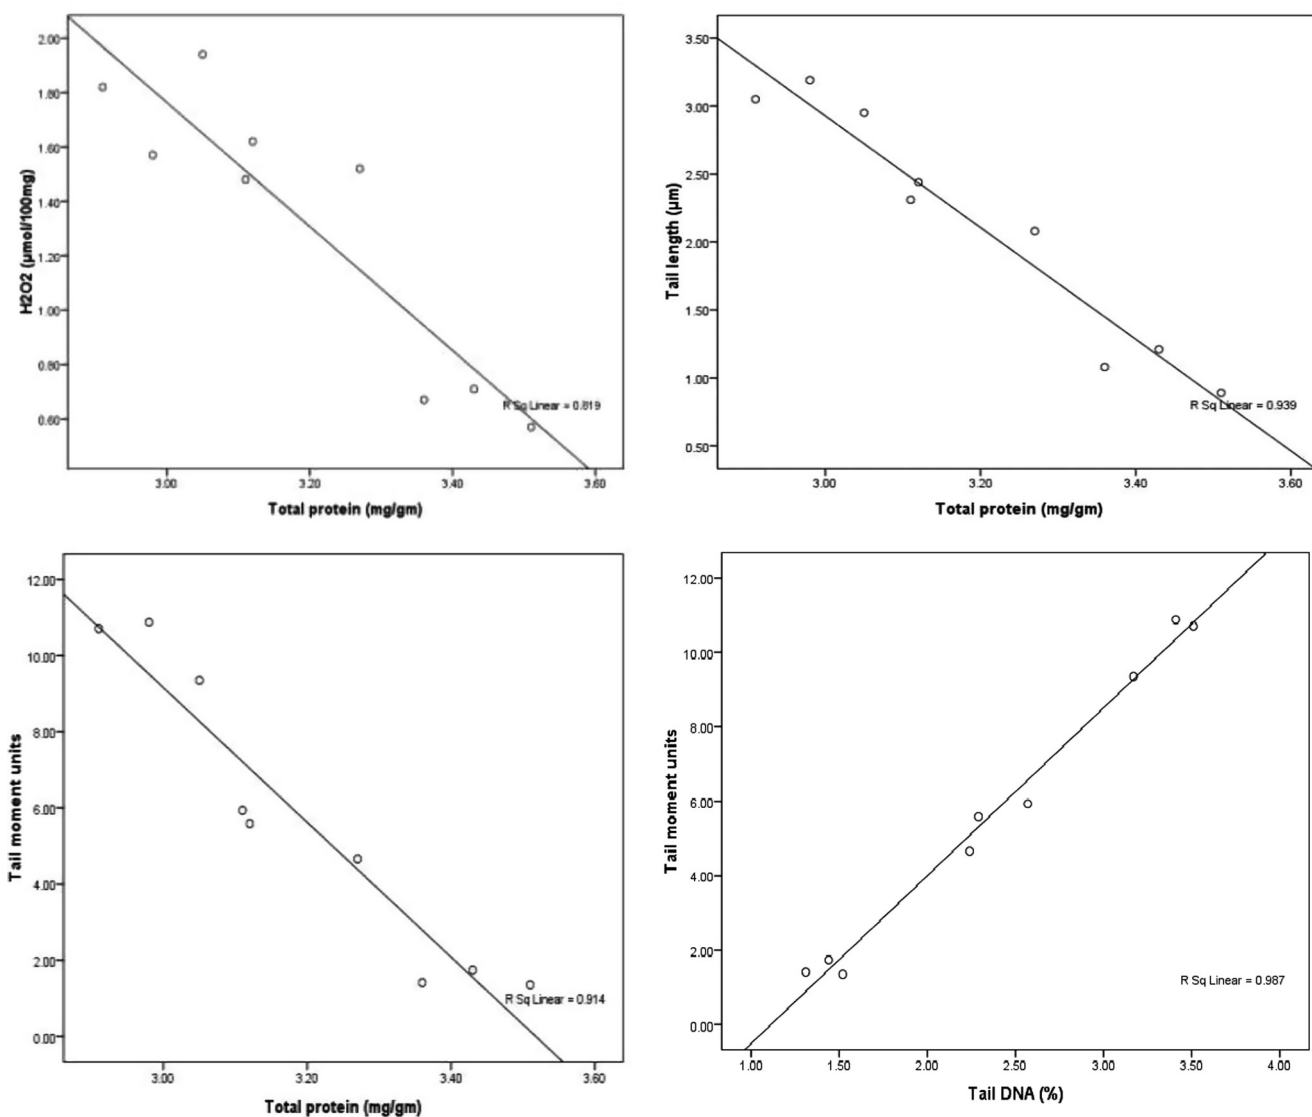 2.00
1.80
1.60
1.40
1.20
1.00
0.80
0.60
H2O2 (µmol/100mg)
R Sq Linear = 0.819
3.00 3.20 3.40 3.60
Total protein (mg/gm)
3.50
3.00
2.50
2.00
1.50
1.00
0.50
Tail length (µm)
R Sq Linear = 0.939
3.00 3.20 3.40 3.60
Total protein (mg/gm)
12.00
10.00
8.00
6.00
4.00
2.00
0.00
Tail moment units
R Sq Linear = 0.914
3.00 3.20 3.40 3.60
Total protein (mg/gm)
12.00
10.00
8.00
6.00
4.00
2.00
0.00
Tail moment units
R Sq Linear = 0.987
1.00 1.50 2.00 2.50 3.00 3.50 4.00
Tail DNA (%)